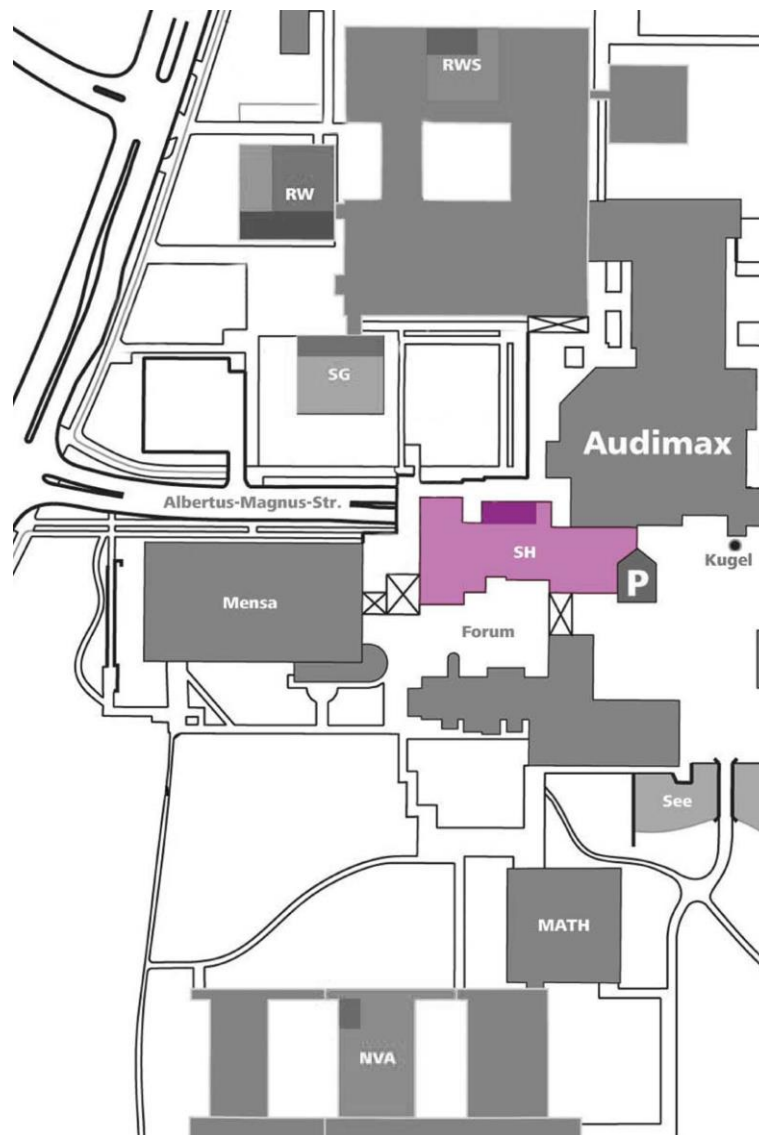 RWS
RW
SG
Audimax
Albertus-Magnus-Str.
SH
Kugel
P
Mensa
Forum
See
MATH
NVA